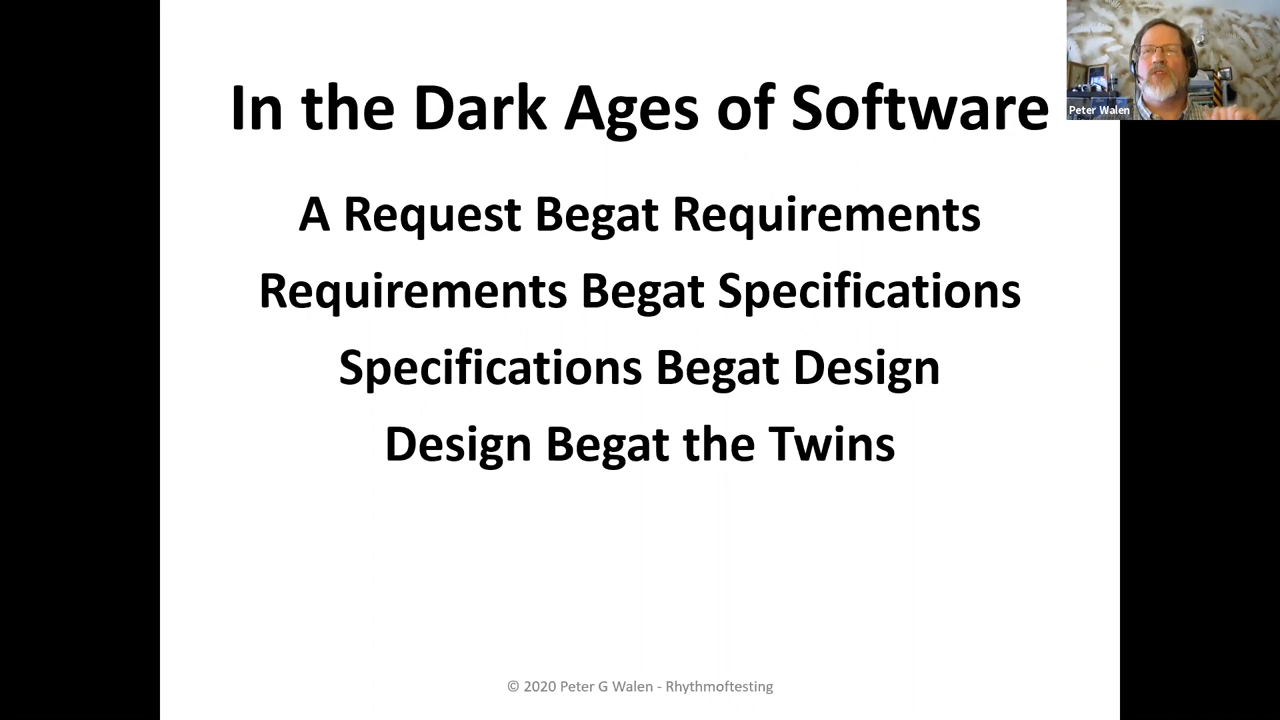 In the Dark Ages of Software
Peter Walen
A Request Begat Requirements
Requirements Begat Specifications
Specifications Begat Design
Design Begat the Twins
© 2020 Peter G Walen - Rhythmoftesting